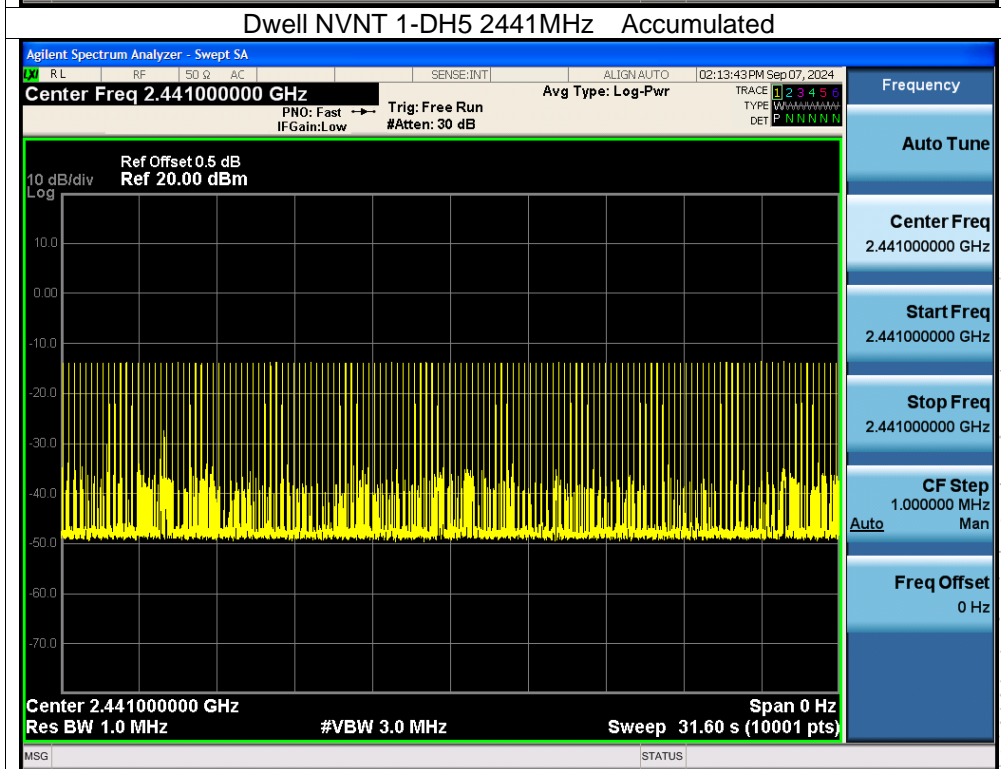 Dwell NVNT 1-DH5 2441MHz Accumulated
Agilent Spectrum Analyzer - Swept SA
LXI RL RF 50 Ω AC SENSE:INT ALIGN AUTO 02:13:43 PM Sep 07, 2024
Center Freq 2.441000000 GHz
PNO: Fast
IFGain:Low
Trig: Free Run
#Atten: 30 dB
Avg Type: Log-Pwr
TRACE 1 2 3 4 5 6
TYPE WWWWWW
DET P N N N N N
Ref Offset 0.5 dB
10 dB/div Ref 20.00 dBm
Log
10.0
0.00
-10.0
-20.0
-30.0
-40.0
-50.0
-60.0
-70.0
Center 2.441000000 GHz Span 0 Hz
Res BW 1.0 MHz #VBW 3.0 MHz Sweep 31.60 s (10001 pts)
MSG STATUS
Frequency
Auto Tune
Center Freq
2.441000000 GHz
Start Freq
2.441000000 GHz
Stop Freq
2.441000000 GHz
CF Step
1.000000 MHz
Auto Man
Freq Offset
0 Hz